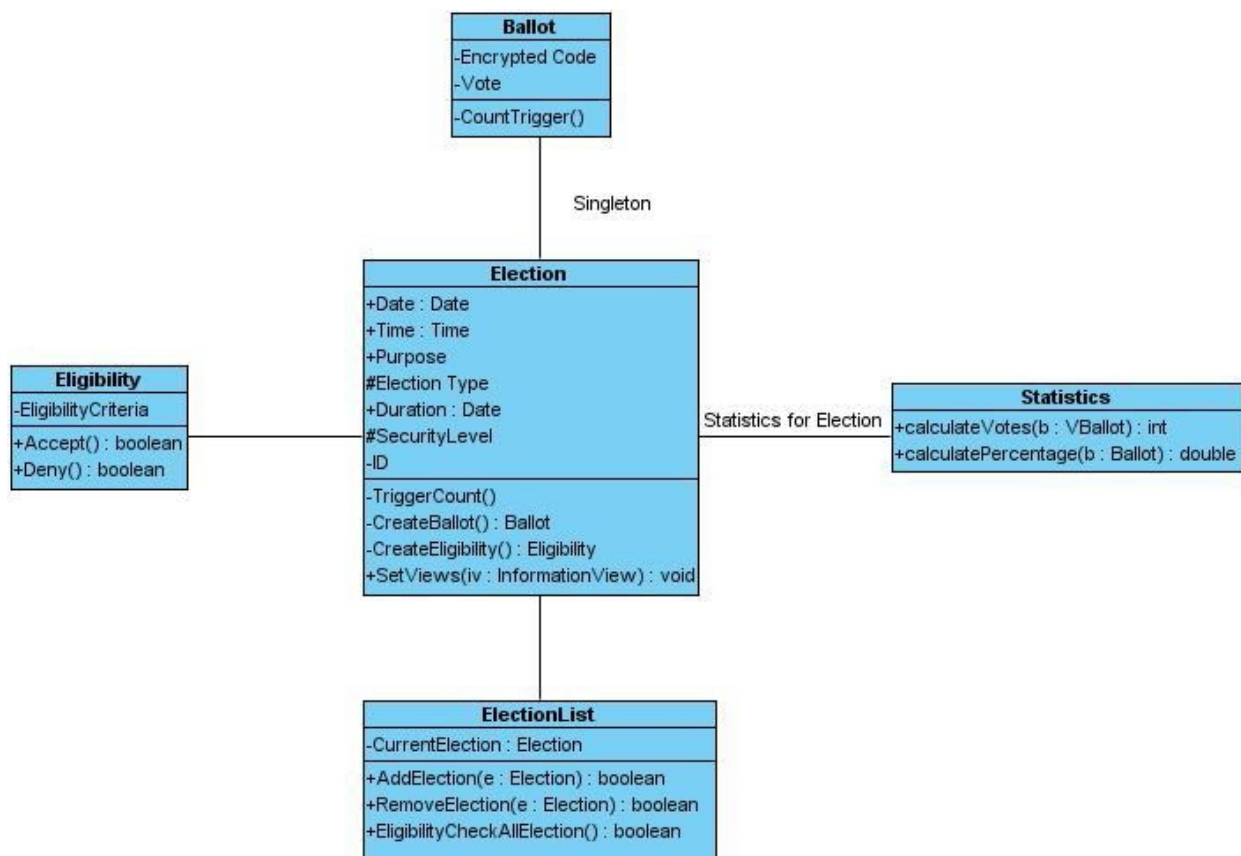 Ballot
-Encrypted Code
-Vote
-CountTrigger()
Singleton
Election
+Date : Date
+Time : Time
+Purpose
#Election Type
+Duration : Date
#SecurityLevel
-ID
-TriggerCount()
-CreateBallot() : Ballot
-CreateEligibility() : Eligibility
+SetViews(iv : InformationView) : void
Eligibility
-EligibilityCriteria
+Accept() : boolean
+Deny() : boolean
Statistics for Election
Statistics
+calculateVotes(b : VBallot) : int
+calculatePercentage(b : Ballot) : double
ElectionList
-CurrentElection : Election
+AddElection(e : Election) : boolean
+RemoveElection(e : Election) : boolean
+EligibilityCheckAllElection() : boolean